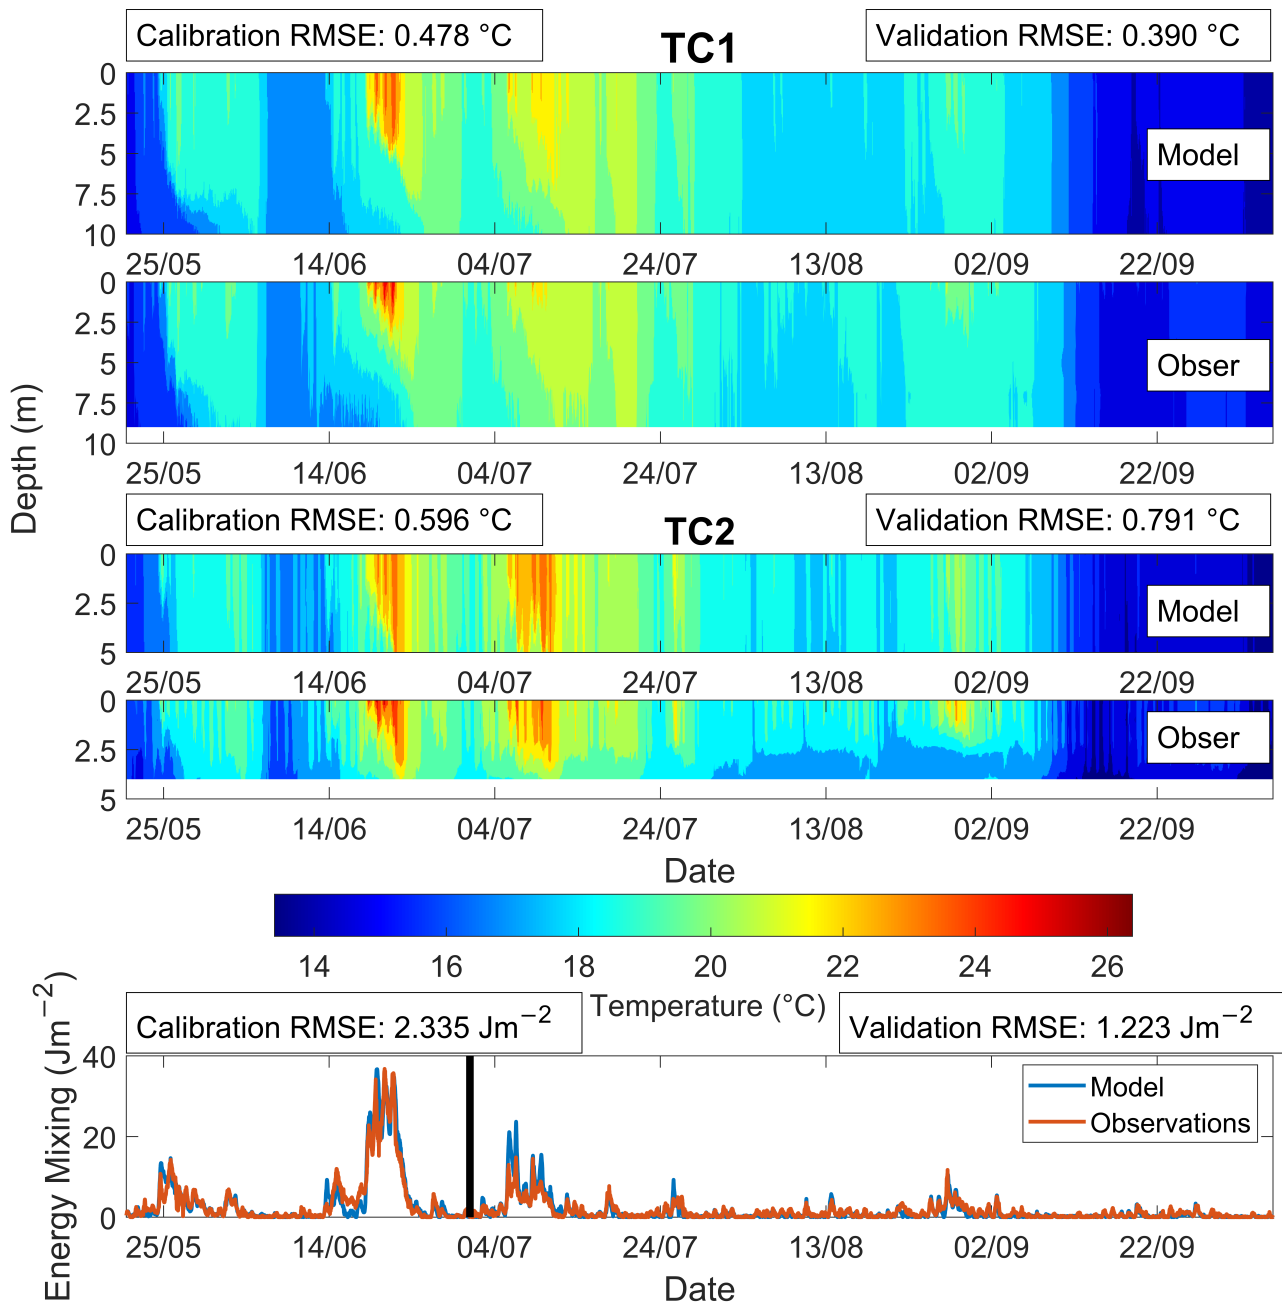 Calibration RMSE: 0.478 °C
TC1
Validation RMSE: 0.390 °C
0
2.5
5
7.5
10
Model
25/05 14/06 04/07 24/07 13/08 02/09 22/09
0
2.5
5
7.5
10
Obser
25/05 14/06 04/07 24/07 13/08 02/09 22/09
Depth (m)
Calibration RMSE: 0.596 °C
TC2
Validation RMSE: 0.791 °C
0
2.5
5
Model
25/05 14/06 04/07 24/07 13/08 02/09 22/09
0
2.5
5
Obser
25/05 14/06 04/07 24/07 13/08 02/09 22/09
Date
14 16 18 20 22 24 26
Temperature (°C)
Calibration RMSE: 2.335 Jm⁻²
Validation RMSE: 1.223 Jm⁻²
Energy Mixing (Jm⁻²)
40
20
0
Model
Observations
25/05 14/06 04/07 24/07 13/08 02/09 22/09
Date